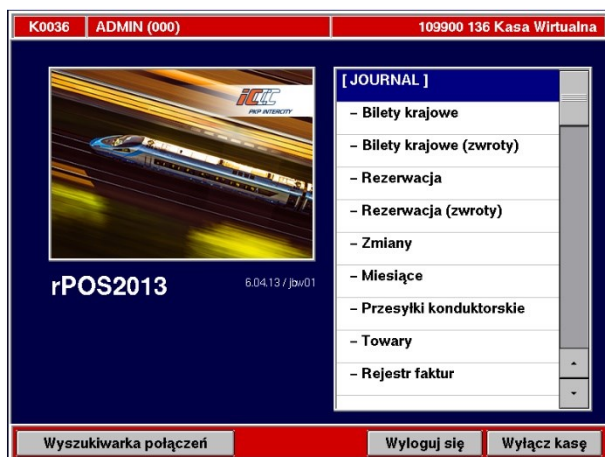 K0036
ADMIN (000)
109900 136 Kasa Wirtualna
PKP INTERCITY
rPOS2013
6.04.13 / jbw01
[ JOURNAL ]
– Bilety krajowe
– Bilety krajowe (zwroty)
– Rezerwacja
– Rezerwacja (zwroty)
– Zmiany
– Miesiące
– Przesyłki konduktorskie
– Towary
– Rejestr faktur
Wyszukiwarka połączeń
Wyloguj się
Wyłącz kasę